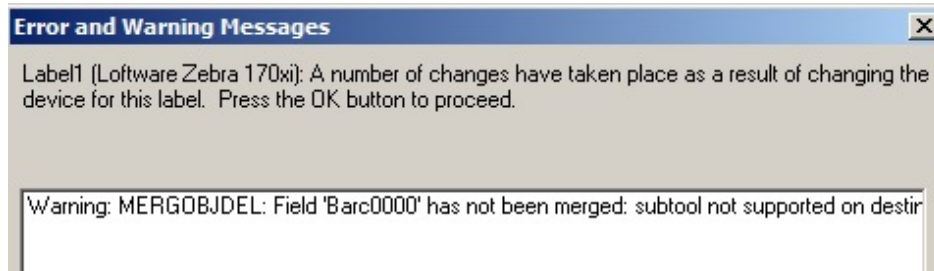 Error and Warning Messages
Label1 (Loftware Zebra 170xi): A number of changes have taken place as a result of changing the
device for this label. Press the OK button to proceed.
Warning: MERGOBJDEL: Field 'Barc0000' has not been merged: subtool not supported on destin